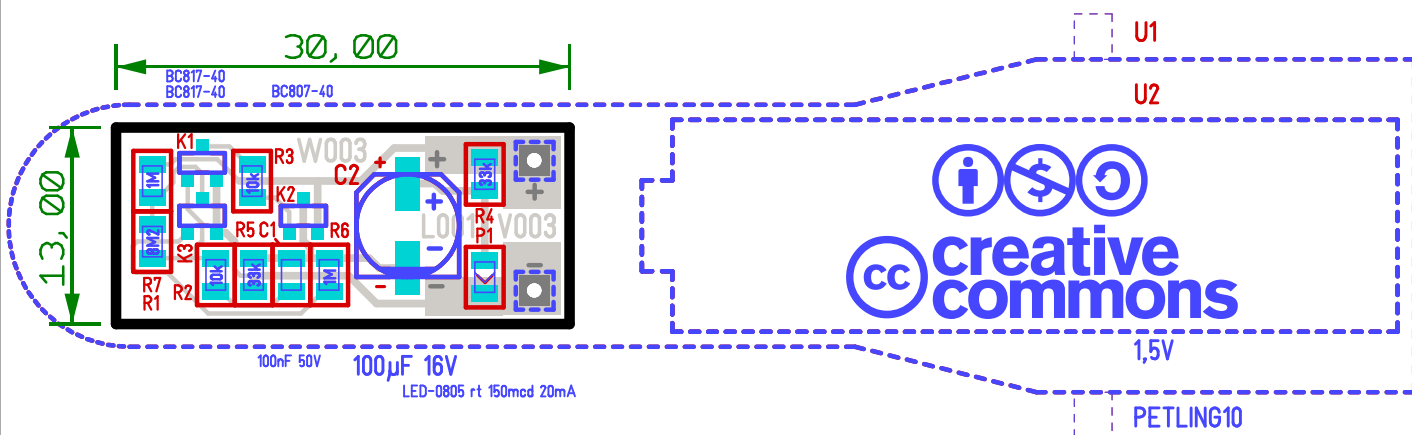 30,00
U1
BC817-40
BC817-40
BC807-40
U2
K1
R3
W003
C2
+
+
1M
10k
33k
K2
+
+
R4
L001
V003
P1
13,00
8M2
K3
R5
C1
R6
-
-
10k
33k
1M
R2
-
-
R7
R1
cc
creative
commons
1,5V
100nF 50V
100µF 16V
LED-0805 rt 150mcd 20mA
PETLING10